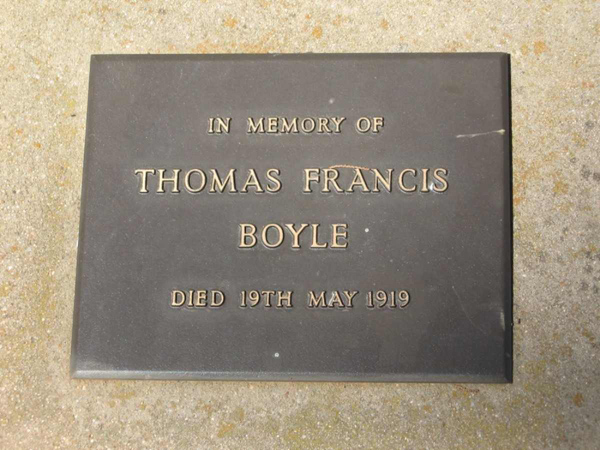 IN MEMORY OF
THOMAS FRANCIS
BOYLE
DIED 19TH MAY 1919